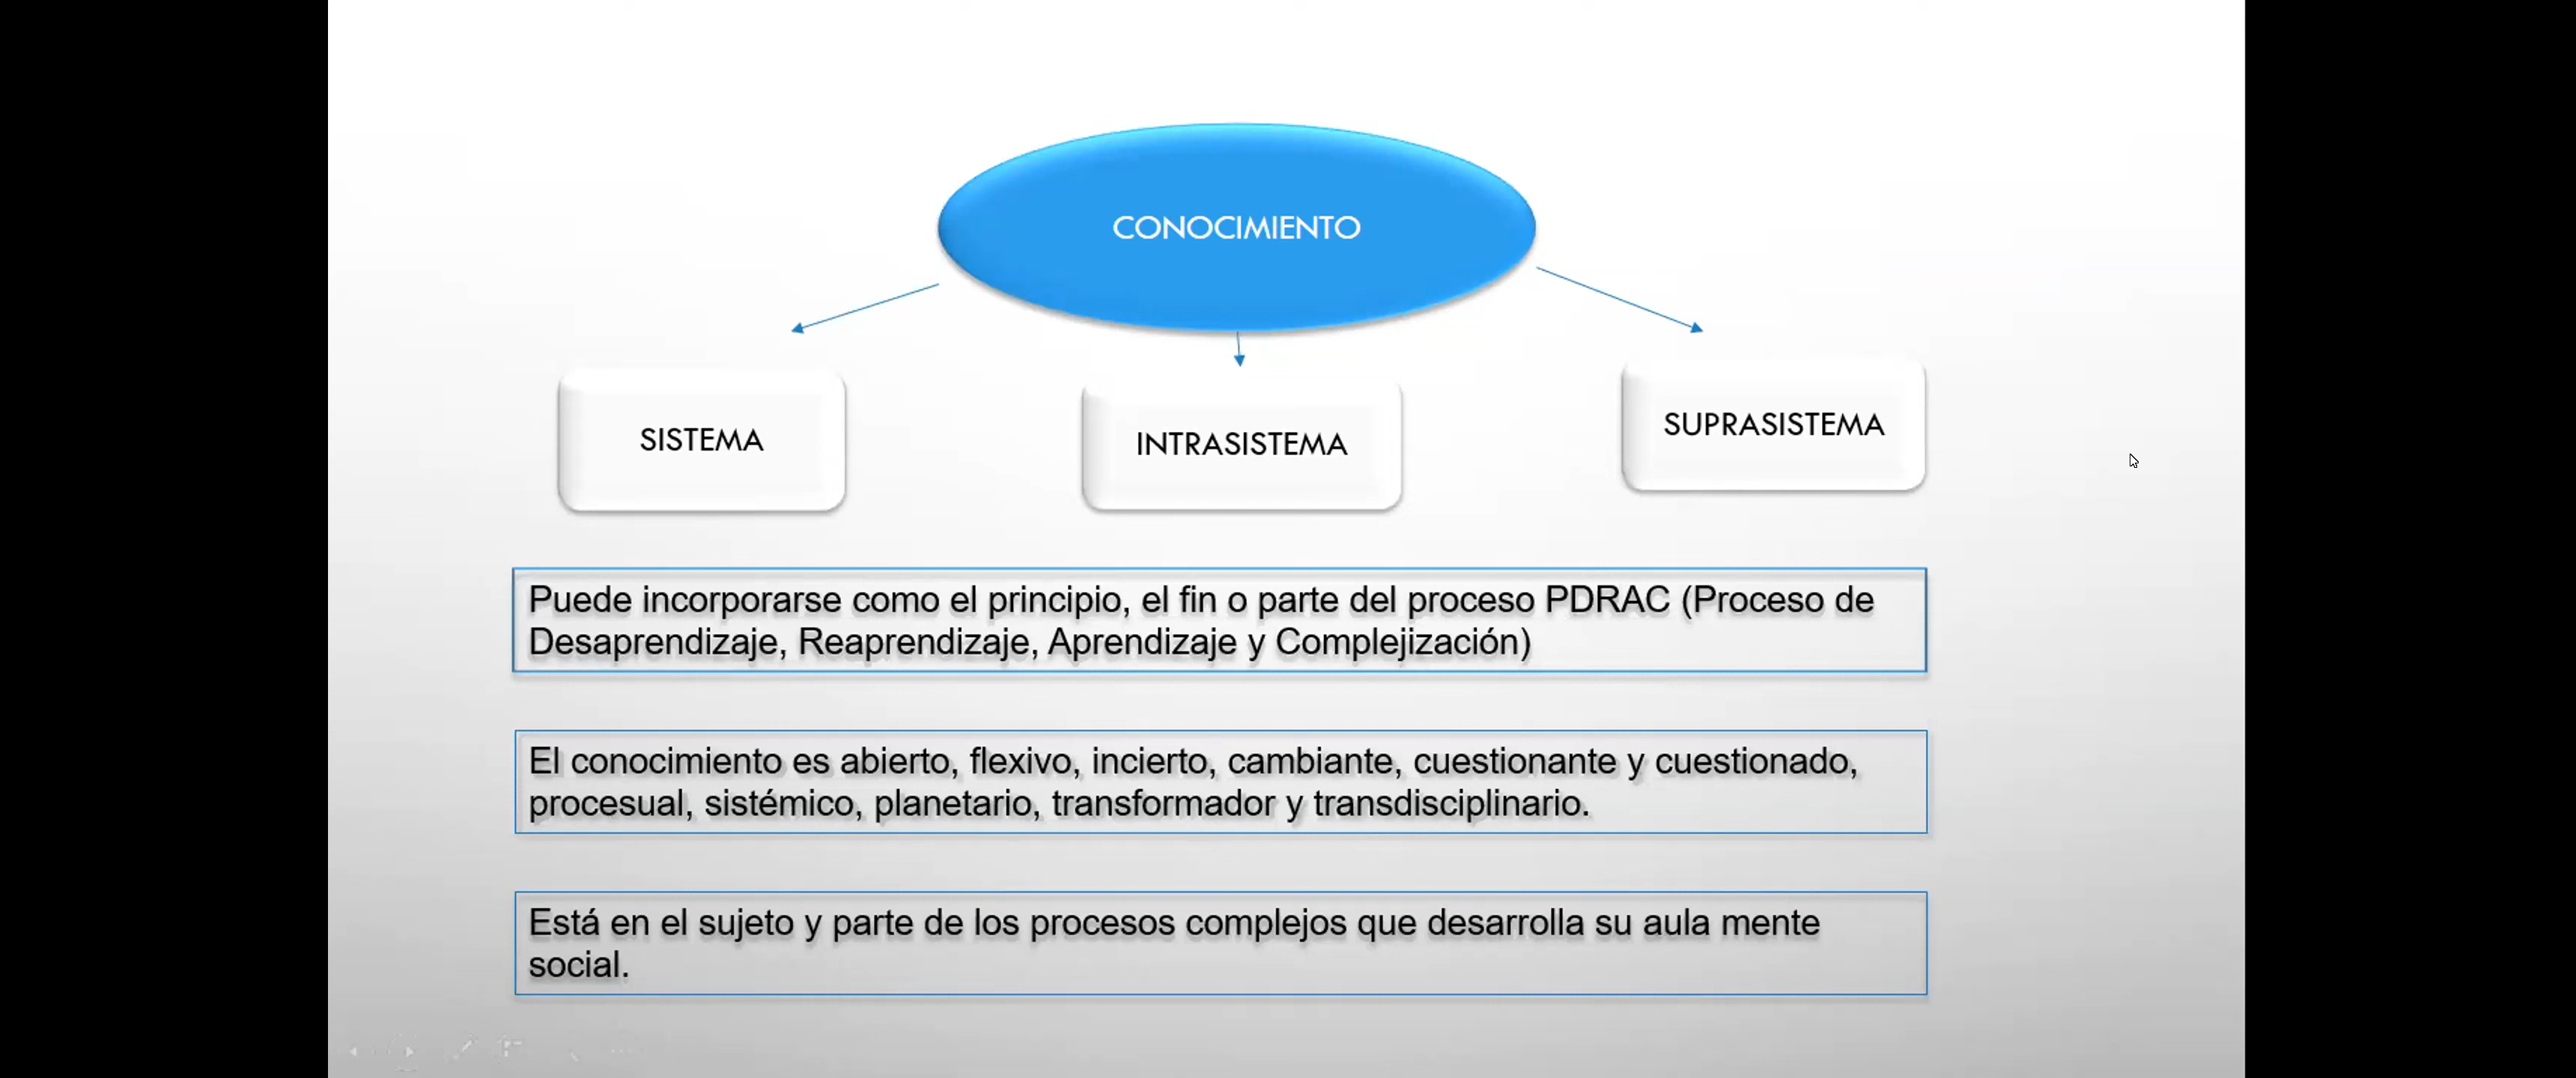 CONOCIMIENTO
SISTEMA
INTRASISTEMA
SUPRASISTEMA
Puede incorporarse como el principio, el fin o parte del proceso PDRAC (Proceso de
Desaprendizaje, Reaprendizaje, Aprendizaje y Complejización)
El conocimiento es abierto, flexivo, incierto, cambiante, cuestionante y cuestionado,
procesual, sistémico, planetario, transformador y transdisciplinario.
Está en el sujeto y parte de los procesos complejos que desarrolla su aula mente
social.